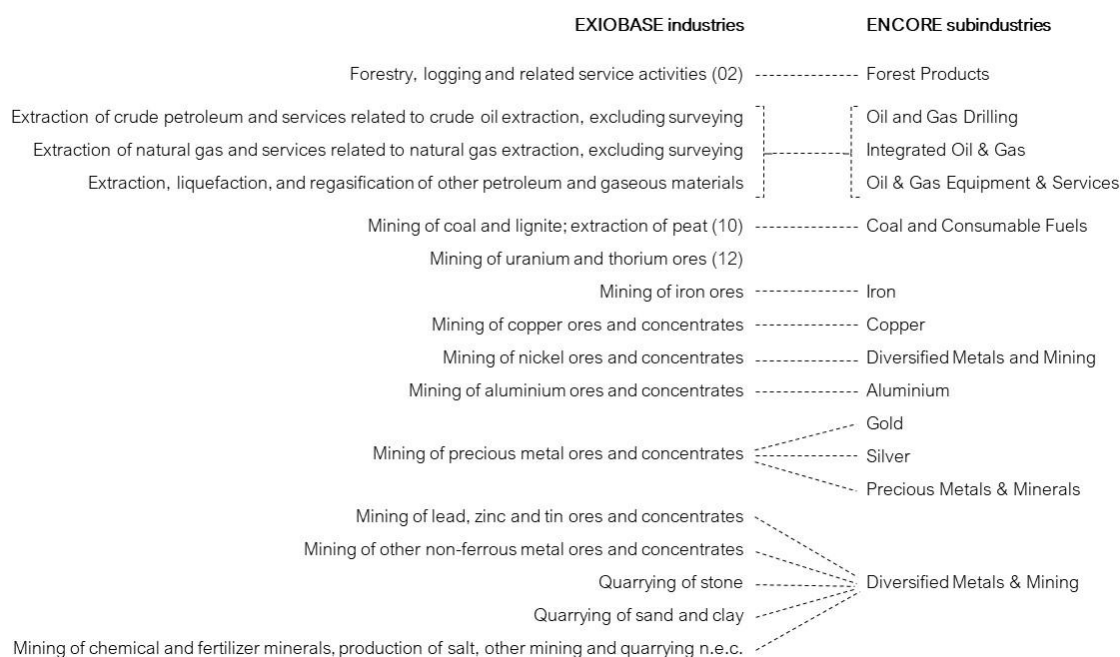 EXIOBASE industries ENCORE subindustries
Forestry, logging and related service activities (02) Forest Products
Extraction of crude petroleum and services related to crude oil extraction, excluding surveying Oil and Gas Drilling
Extraction of natural gas and services related to natural gas extraction, excluding surveying Integrated Oil & Gas
Extraction, liquefaction, and regasification of other petroleum and gaseous materials Oil & Gas Equipment & Services
Mining of coal and lignite; extraction of peat (10) Coal and Consumable Fuels
Mining of uranium and thorium ores (12)
Mining of iron ores Iron
Mining of copper ores and concentrates Copper
Mining of nickel ores and concentrates Diversified Metals and Mining
Mining of aluminium ores and concentrates Aluminium
Gold
Mining of precious metal ores and concentrates Silver
Precious Metals & Minerals
Mining of lead, zinc and tin ores and concentrates
Mining of other non-ferrous metal ores and concentrates
Quarrying of stone Diversified Metals & Mining
Quarrying of sand and clay
Mining of chemical and fertilizer minerals, production of salt, other mining and quarrying n.e.c.